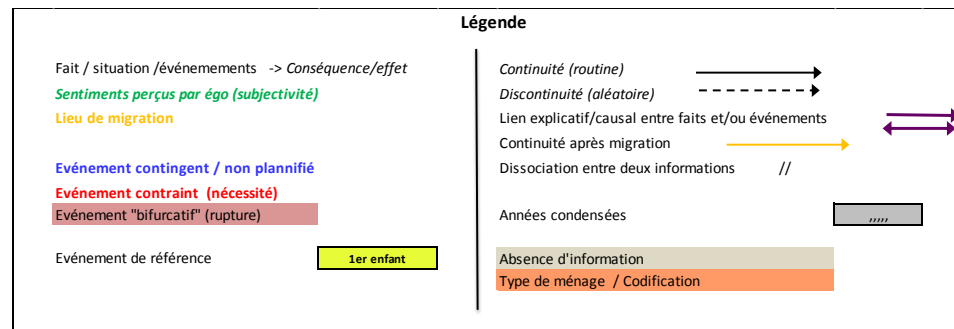 Légende
Fait / situation /événemements -> Conséquence/effet
Sentiments perçus par égo (subjectivité)
Lieu de migration
Evénement contingent / non plannifié
Evénement contraint (nécessité)
Evénement "bifurcatif" (rupture)
Evénement de référence 1er enfant
Continuité (routine)
Discontinuité (aléatoire)
Lien explicatif/causal entre faits et/ou événements
Continuité après migration
Dissociation entre deux informations //
Années condensées ,,,,,
Absence d'information
Type de ménage / Codification